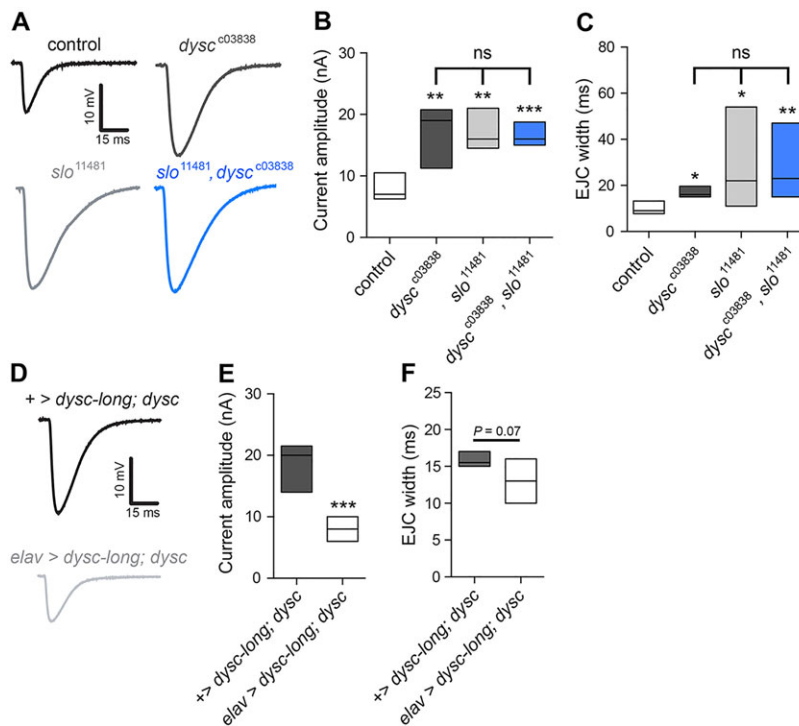 A
control
dysc c03838
10 mV
15 ms
slo 11481
slo 11481, dysc c03838
B
Current amplitude (nA)
30
20
10
0
ns
**
**
***
control
dysc c03838
slo 11481
dysc c03838, slo 11481
C
EJC width (ms)
80
60
40
20
0
ns
*
*
**
control
dysc c03838
slo 11481
dysc c03838, slo 11481
D
+ > dysc-long; dysc
10 mV
15 ms
elav > dysc-long; dysc
E
Current amplitude (nA)
30
20
10
0
***
+> dysc-long; dysc
elav > dysc-long; dysc
F
EJC width (ms)
25
20
15
10
5
0
P = 0.07
+> dysc-long; dysc
elav > dysc-long; dysc